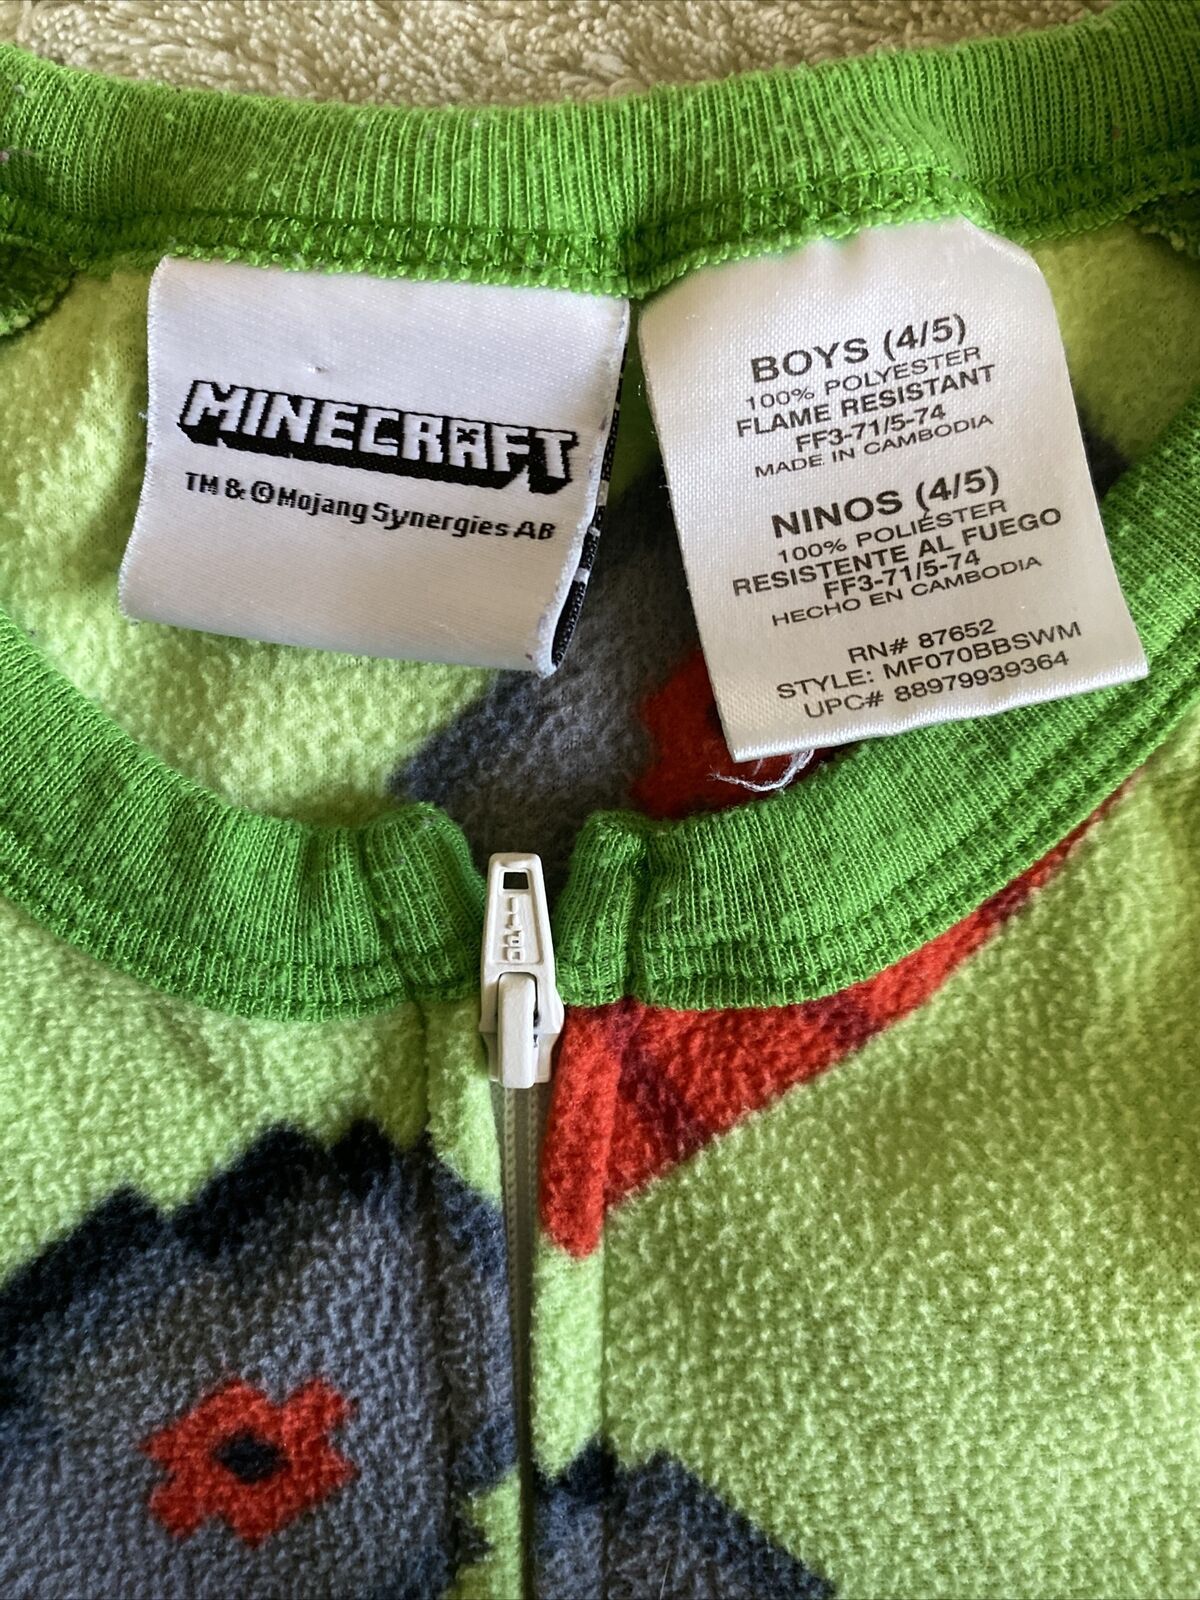 MINECRAFT
TM & © Mojang Synergies AB
BOYS (4/5)
100% POLYESTER
FLAME RESISTANT
FF3-71/5-74
MADE IN CAMBODIA
NINOS (4/5)
100% POLIÉSTER
RESISTENTE AL FUEGO
FF3-71/5-74
HECHO EN CAMBODIA
RN# 87652
STYLE: MF070BBSWM
UPC# 88979939364